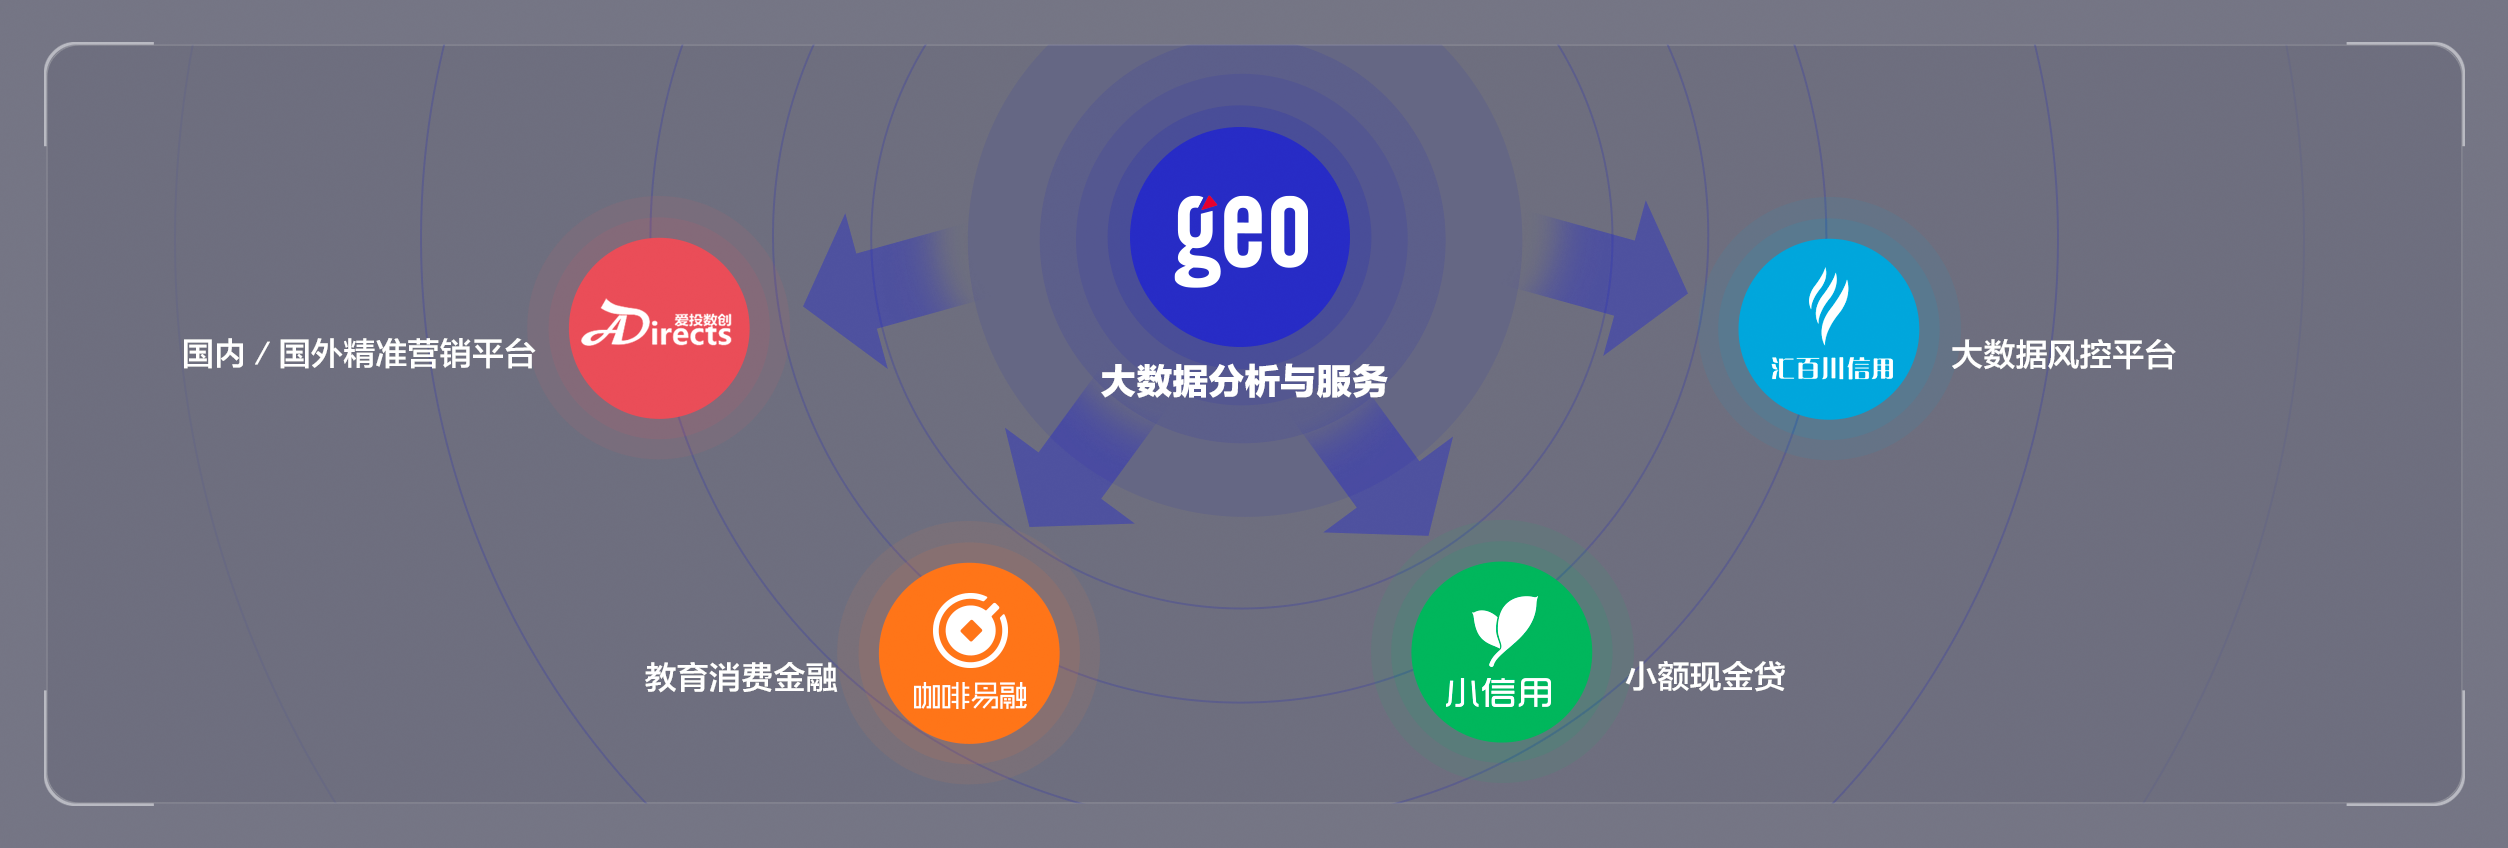 geo
大数据分析与服务
国内 / 国外精准营销平台
爱投数创
ADirects
汇百川信用
大数据风控平台
教育消费金融
咖啡易融
小信用
小额现金贷